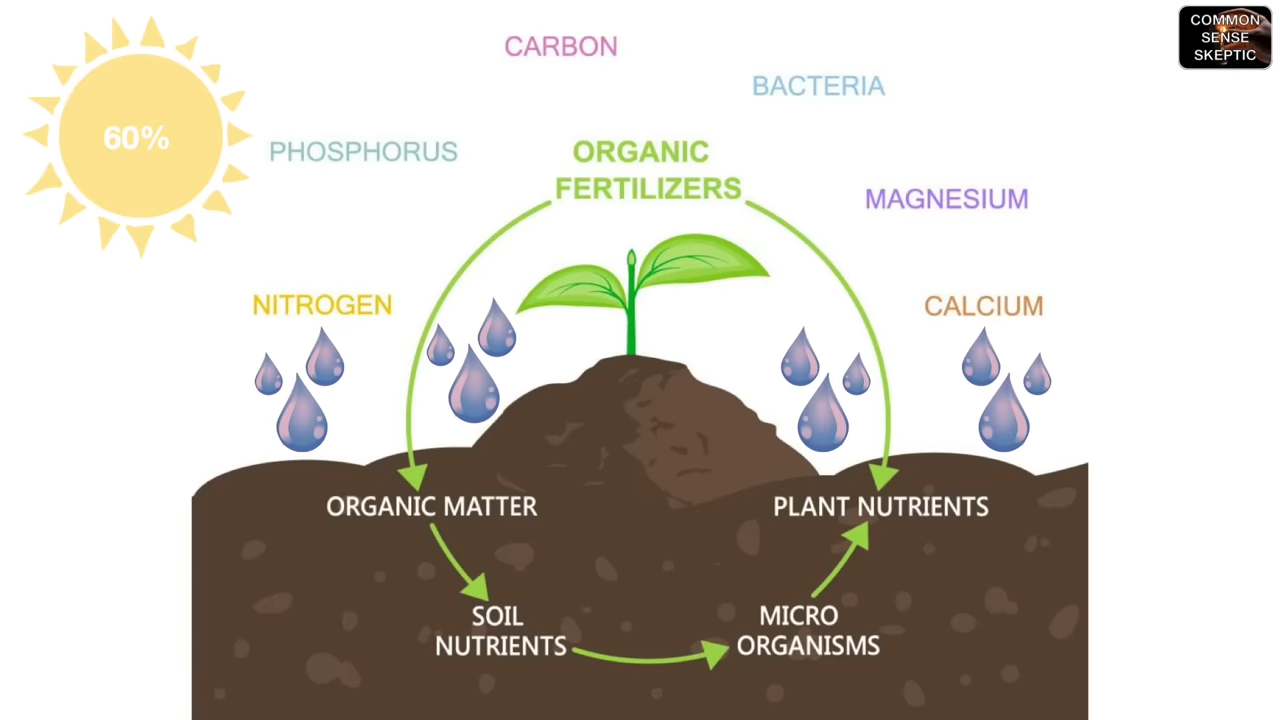 COMMON
SENSE
SKEPTIC
CARBON
BACTERIA
60%
PHOSPHORUS
ORGANIC
FERTILIZERS
MAGNESIUM
NITROGEN
CALCIUM
ORGANIC MATTER
PLANT NUTRIENTS
SOIL
NUTRIENTS
MICRO
ORGANISMS